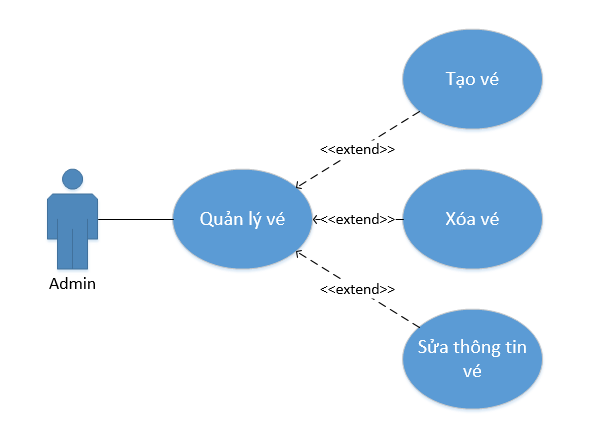 Tạo vé
<<extend>>
Quản lý vé
<<extend>>
Xóa vé
Admin
<<extend>>
Sửa thông tin
vé